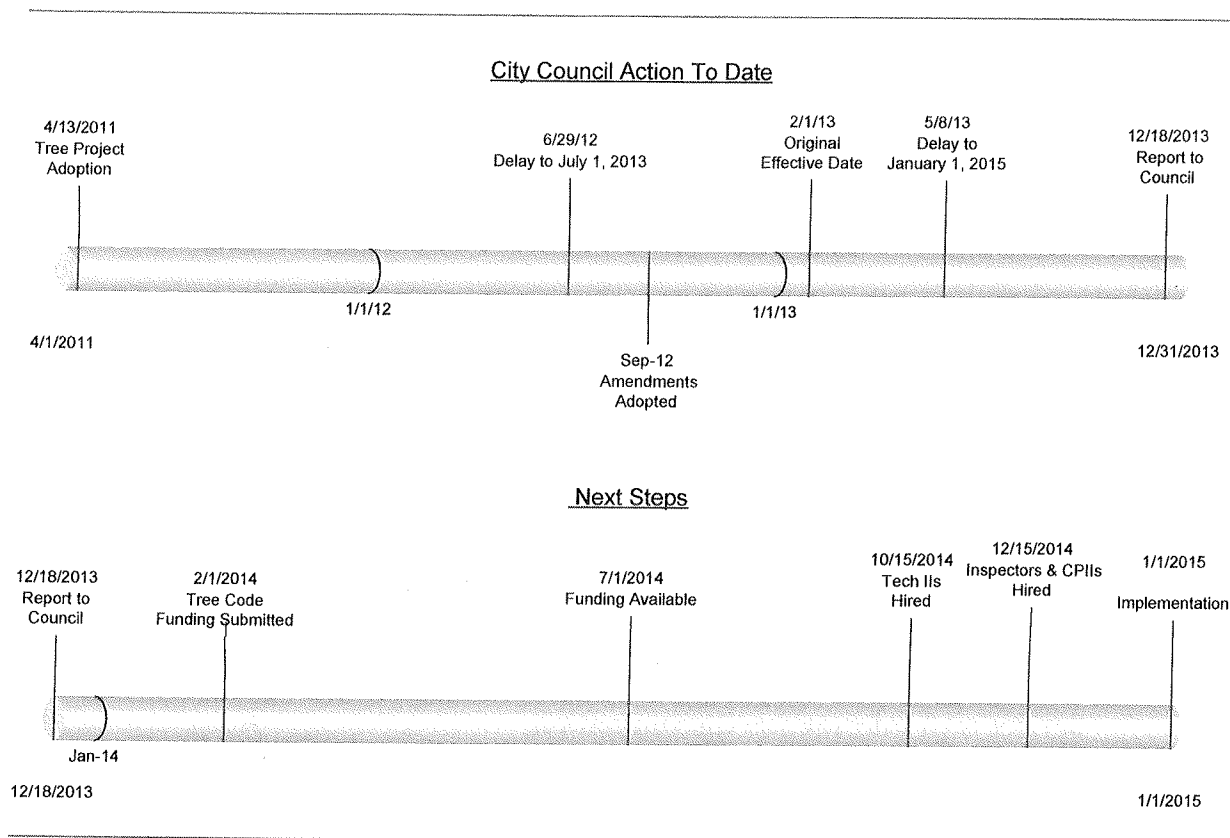 City Council Action To Date
4/13/2011
Tree Project
Adoption
6/29/12
Delay to July 1, 2013
2/1/13
Original
Effective Date
5/8/13
Delay to
January 1, 2015
12/18/2013
Report to
Council
1/1/12
1/1/13
4/1/2011
12/31/2013
Sep-12
Amendments
Adopted
Next Steps
12/18/2013
Report to
Council
2/1/2014
Tree Code
Funding Submitted
7/1/2014
Funding Available
10/15/2014
Tech IIs
Hired
12/15/2014
Inspectors & CPIIs
Hired
1/1/2015
Implementation
Jan-14
12/18/2013
1/1/2015